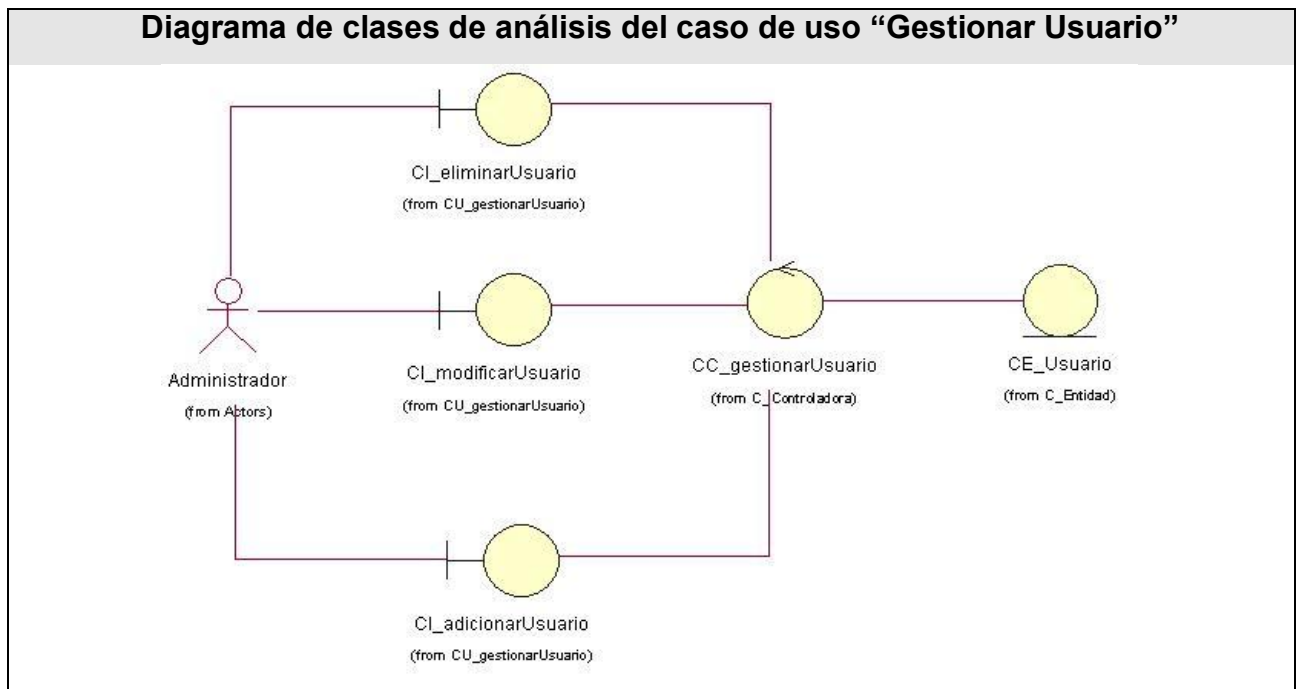 Diagrama de clases de análisis del caso de uso “Gestionar Usuario”
CI_eliminarUsuario
(from CU_gestionarUsuario)
Administrador
(from Actors)
CI_modificarUsuario
(from CU_gestionarUsuario)
CC_gestionarUsuario
(from C_Controladora)
CE_Usuario
(from C_Entidad)
CI_adicionarUsuario
(from CU_gestionarUsuario)